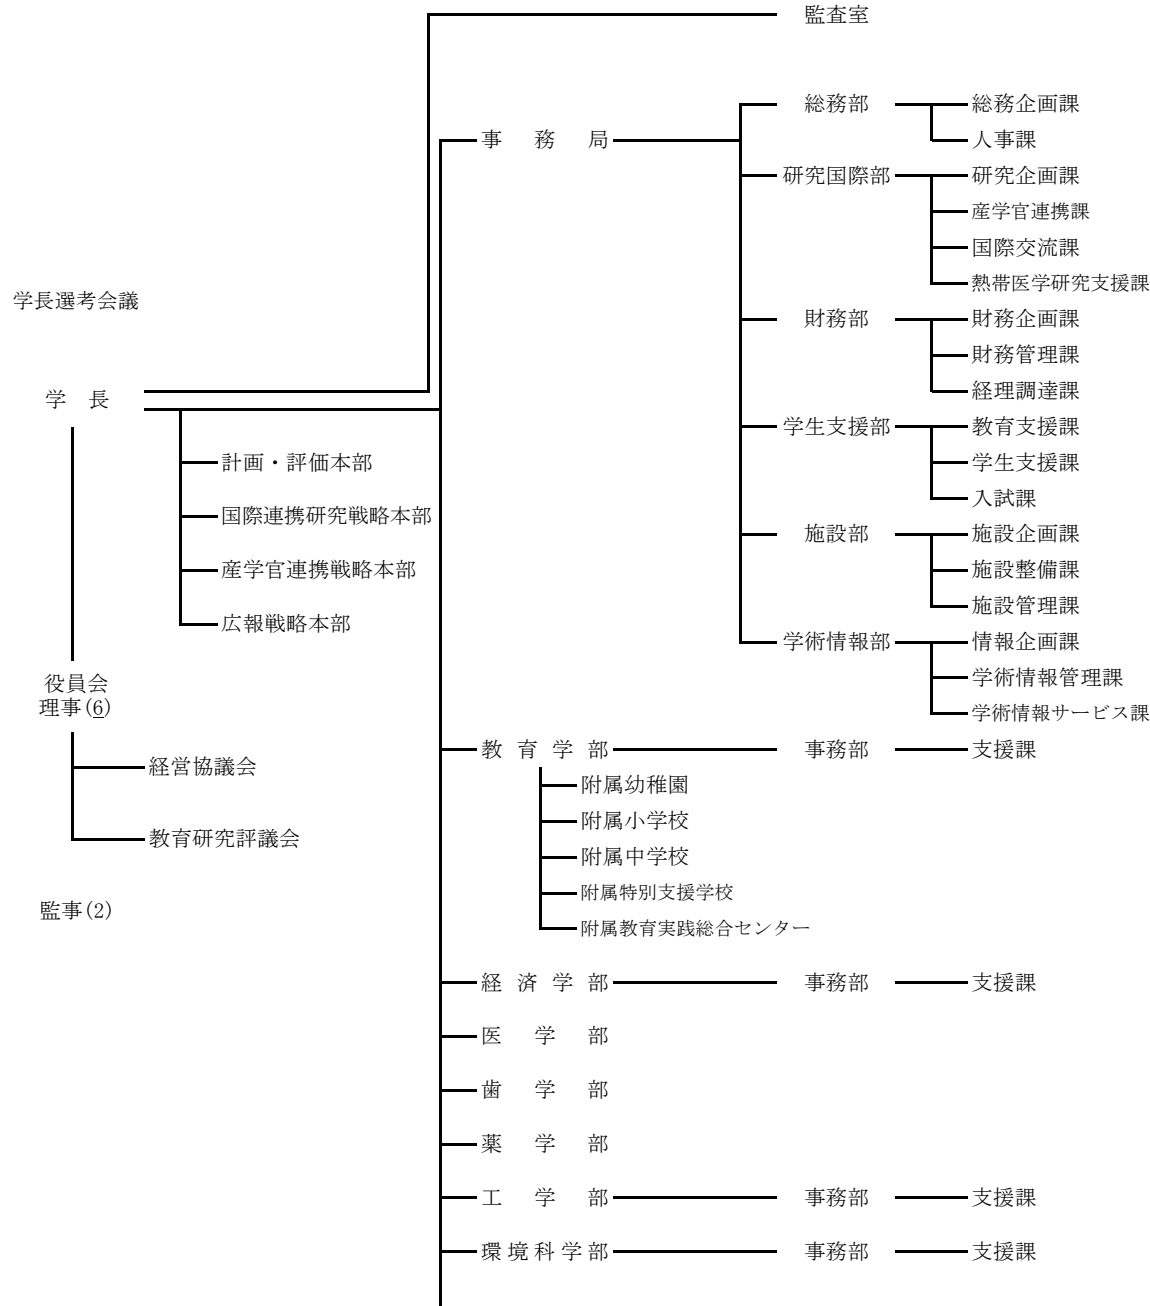 監査室
総務部 総務企画課
事務局 人事課
研究国際部 研究企画課
産学官連携課
国際交流課
熱帯医学研究支援課
学長選考会議
財務部 財務企画課
財務管理課
経理調達課
学長
学生支援部 教育支援課
計画・評価本部 学生支援課
入試課
国際連携研究戦略本部
施設部 施設企画課
産学官連携戦略本部 施設整備課
施設管理課
広報戦略本部
学術情報部 情報企画課
役員会 学術情報管理課
理事(6) 学術情報サービス課
教育学部 事務部 支援課
経営協議会
附属幼稚園
附属小学校
教育研究評議会
附属中学校
附属特別支援学校
監事(2)
附属教育実践総合センター
経済学部 事務部 支援課
医学部
歯学部
薬学部
工学部 事務部 支援課
環境科学部 事務部 支援課